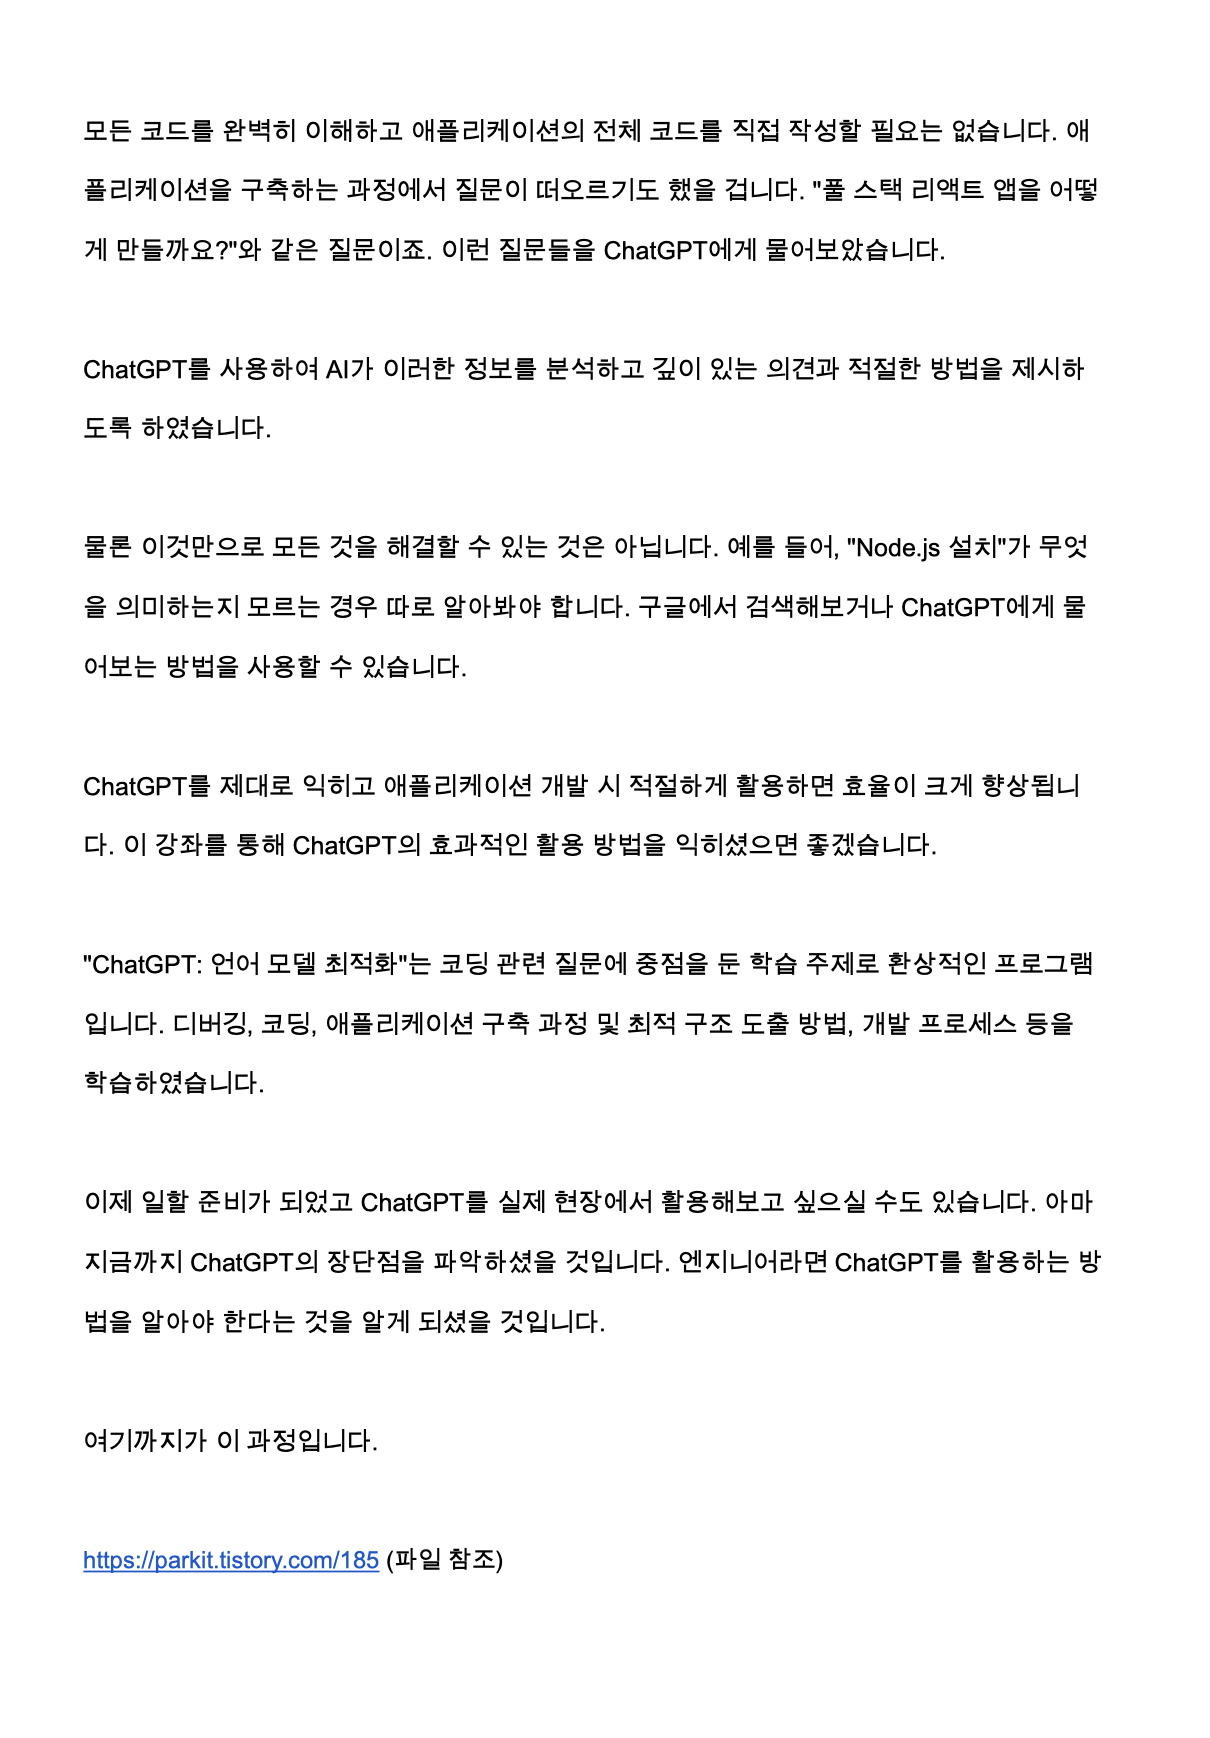 모든 코드를 완벽히 이해하고 애플리케이션의 전체 코드를 직접 작성할 필요는 없습니다. 애
플리케이션을 구축하는 과정에서 질문이 떠오르기도 했을 겁니다. "풀 스택 리액트 앱을 어떻
게 만들까요?"와 같은 질문이죠. 이런 질문들을 ChatGPT에게 물어보았습니다.
ChatGPT를 사용하여 AI가 이러한 정보를 분석하고 깊이 있는 의견과 적절한 방법을 제시하
도록 하였습니다.
물론 이것만으로 모든 것을 해결할 수 있는 것은 아닙니다. 예를 들어, "Node.js 설치"가 무엇
을 의미하는지 모르는 경우 따로 알아봐야 합니다. 구글에서 검색해보거나 ChatGPT에게 물
어보는 방법을 사용할 수 있습니다.
ChatGPT를 제대로 익히고 애플리케이션 개발 시 적절하게 활용하면 효율이 크게 향상됩니
다. 이 강좌를 통해 ChatGPT의 효과적인 활용 방법을 익히셨으면 좋겠습니다.
"ChatGPT: 언어 모델 최적화"는 코딩 관련 질문에 중점을 둔 학습 주제로 환상적인 프로그램
입니다. 디버깅, 코딩, 애플리케이션 구축 과정 및 최적 구조 도출 방법, 개발 프로세스 등을
학습하였습니다.
이제 일할 준비가 되었고 ChatGPT를 실제 현장에서 활용해보고 싶으실 수도 있습니다. 아마
지금까지 ChatGPT의 장단점을 파악하셨을 것입니다. 엔지니어라면 ChatGPT를 활용하는 방
법을 알아야 한다는 것을 알게 되셨을 것입니다.
여기까지가 이 과정입니다.
https://parkit.tistory.com/185 (파일 참조)